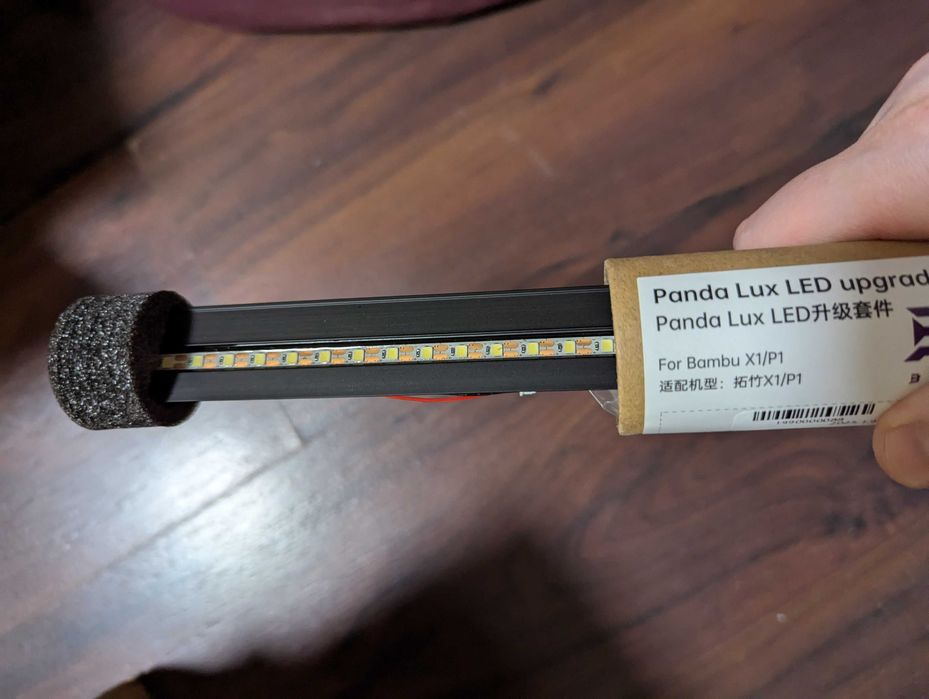 Panda Lux LED upgrad
Panda Lux LED升级套件
For Bambu X1/P1
适配机型：拓竹X1/P1